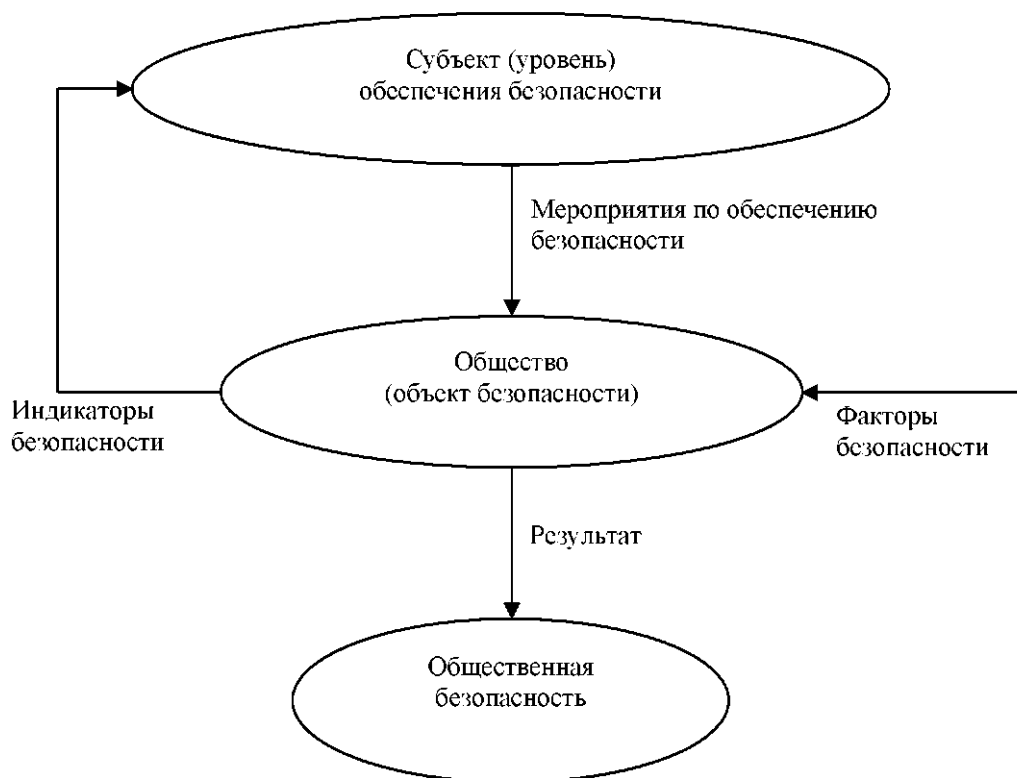 Субъект (уровень)
обеспечения безопасности
Мероприятия по обеспечению
безопасности
Общество
(объект безопасности)
Индикаторы
безопасности
Факторы
безопасности
Результат
Общественная
безопасность